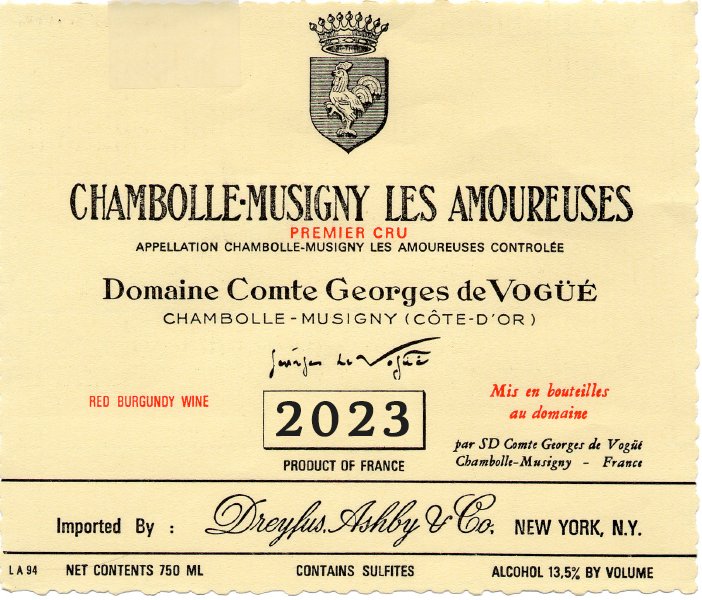 CHAMBOLLE-MUSIGNY LES AMOUREUSES
PREMIER CRU
APPELLATION CHAMBOLLE-MUSIGNY LES AMOUREUSES CONTROLÉE
Domaine Comte Georges de VOGÜÉ
CHAMBOLLE-MUSIGNY (CÔTE-D'OR)
Georges de Vogüé
RED BURGUNDY WINE
2023
PRODUCT OF FRANCE
Mis en bouteilles
au domaine
par SD Comte Georges de Vogüé
Chambolle-Musigny - France
Imported By : Dreyfus, Ashby & Co. NEW YORK, N.Y.
L A 94 NET CONTENTS 750 ML CONTAINS SULFITES ALCOHOL 13,5% BY VOLUME